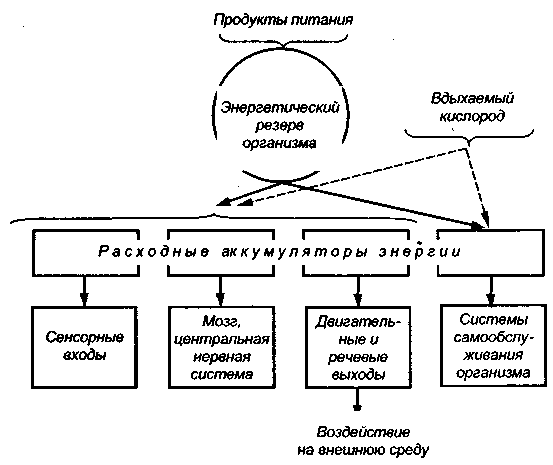 Продукты питания
Энергетический
резерв
организма
Вдыхаемый
кислород
Расходные аккумуляторы энергии
Сенсорные
входы
Мозг,
центральная
нервная
система
Двигатель-
ные и
речевые
выходы
Системы
самообслу-
живания
организма
Воздействие
на внешнюю среду